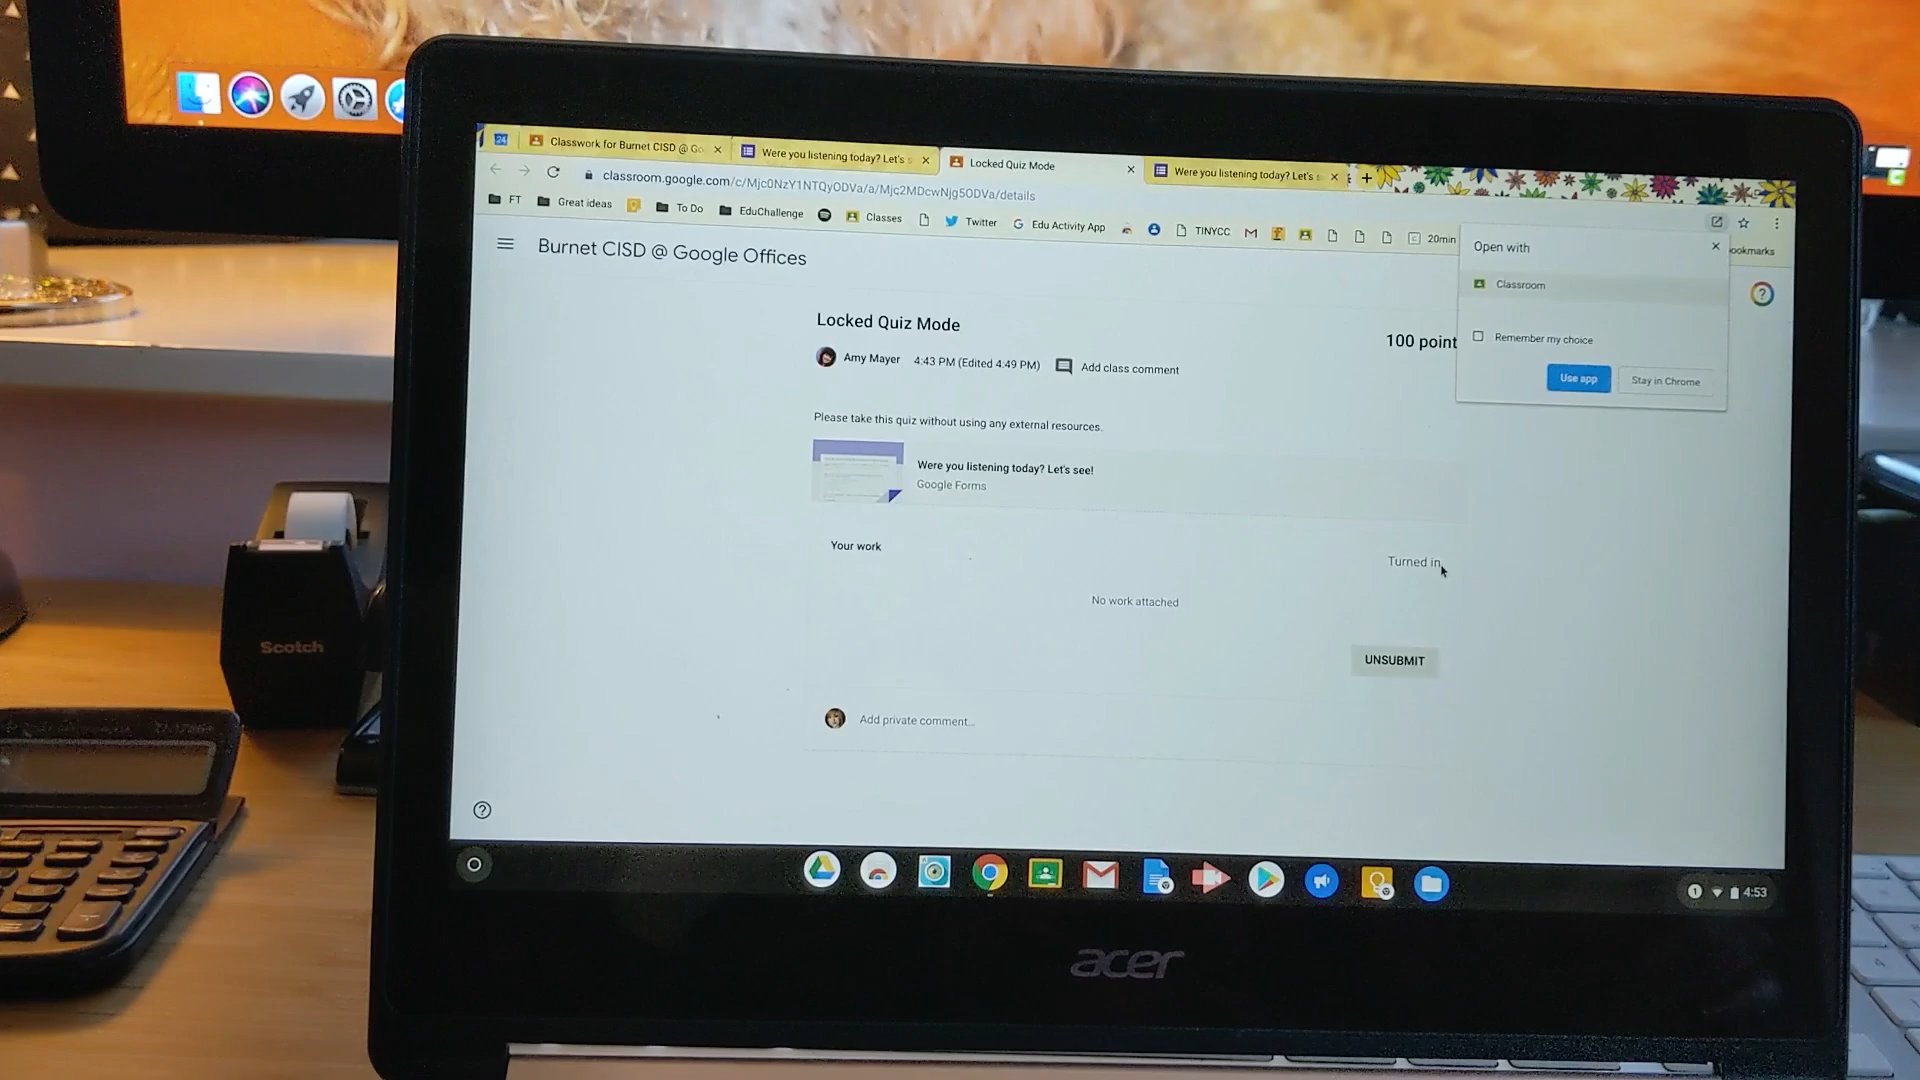 24
Classwork for Burnet CISD @ Go
Were you listening today? Let's s
Locked Quiz Mode
Were you listening today? Let's s
classroom.google.com/c/Mjc0NzY1NTQyODVa/a/Mjc2MDcwNjg5ODVa/details
FT
Great ideas
To Do
EduChallenge
Classes
Twitter
Edu Activity App
TINYCC
20min
ookmarks
Burnet CISD @ Google Offices
Open with
Classroom
Remember my choice
Use app
Stay in Chrome
Locked Quiz Mode
100 point
Amy Mayer 4:43 PM (Edited 4:49 PM) Add class comment
Please take this quiz without using any external resources.
Were you listening today? Let's see!
Google Forms
Your work
Turned in
No work attached
UNSUBMIT
Add private comment...
1 4:53
acer
Scotch